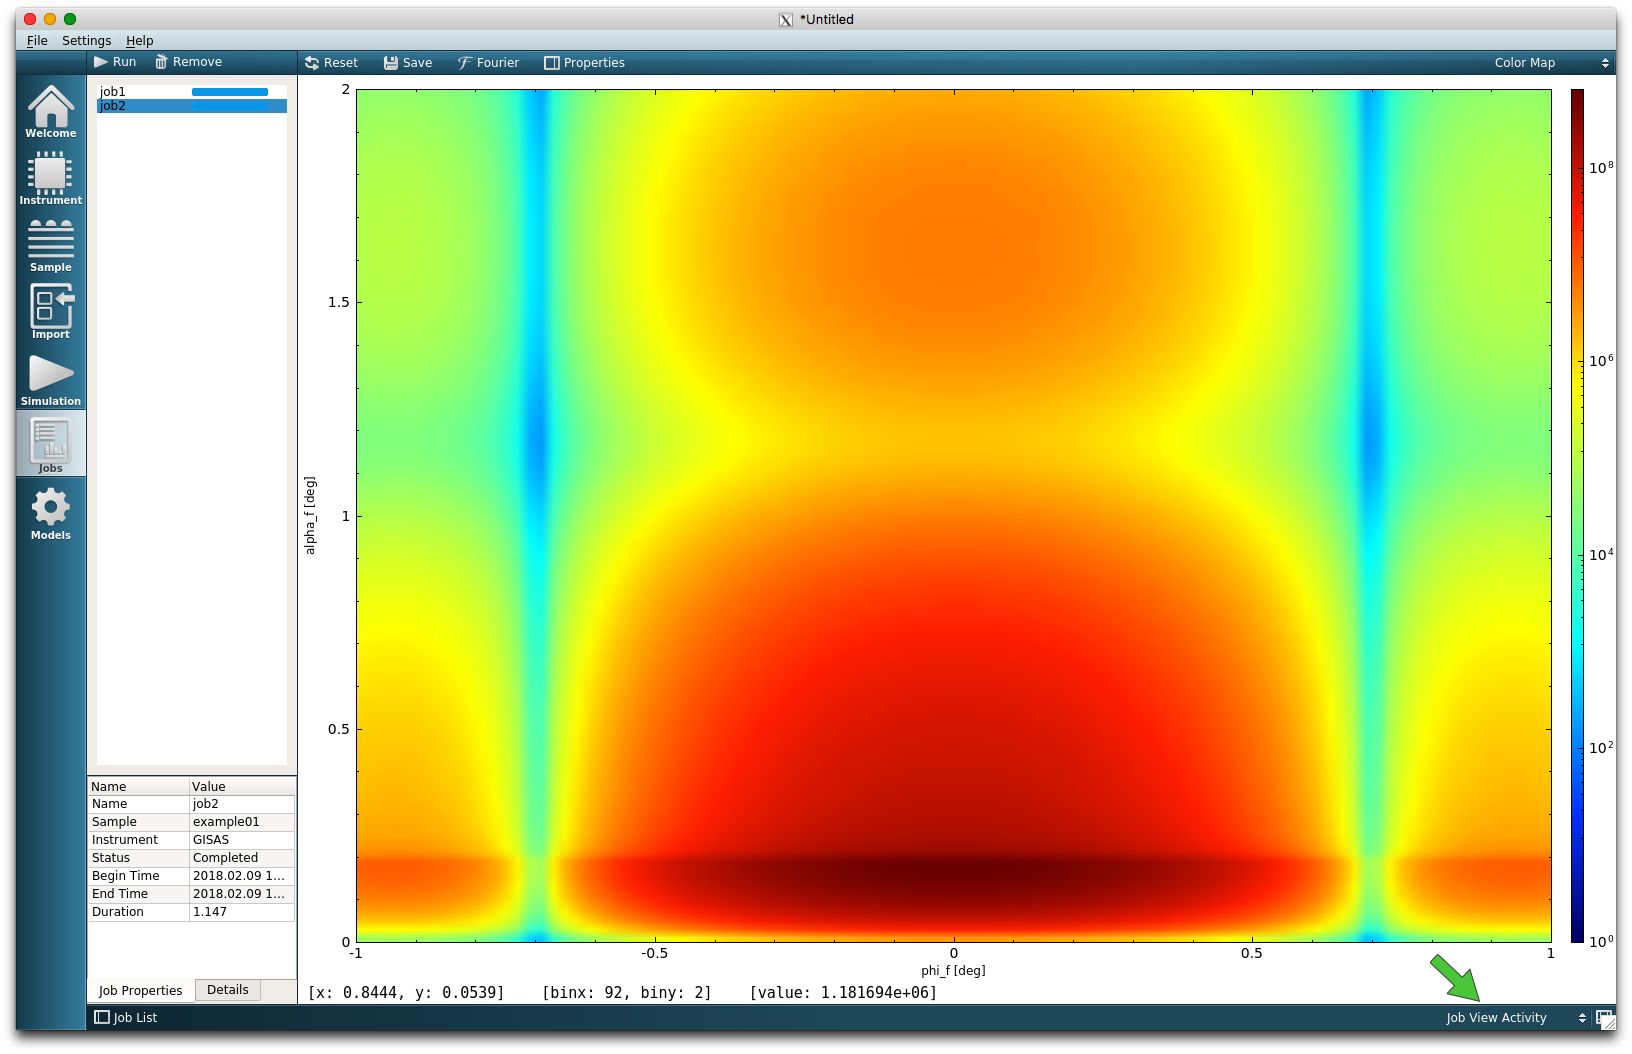 *Untitled
File Settings Help
Run Remove Reset Save Fourier Properties Color Map
Welcome
Instrument
Sample
Import
Simulation
Jobs
Models
job1
job2
Name Value
Name job2
Sample example01
Instrument GISAS
Status Completed
Begin Time 2018.02.09 1...
End Time 2018.02.09 1...
Duration 1.147
Job Properties Details
alpha_f [deg]
2
1.5
1
0.5
0
-1 -0.5 0 0.5 1
phi_f [deg]
10⁸
10⁶
10⁴
10²
10⁰
[x: 0.8444, y: 0.0539] [binx: 92, biny: 2] [value: 1.181694e+06]
Job List Job View Activity